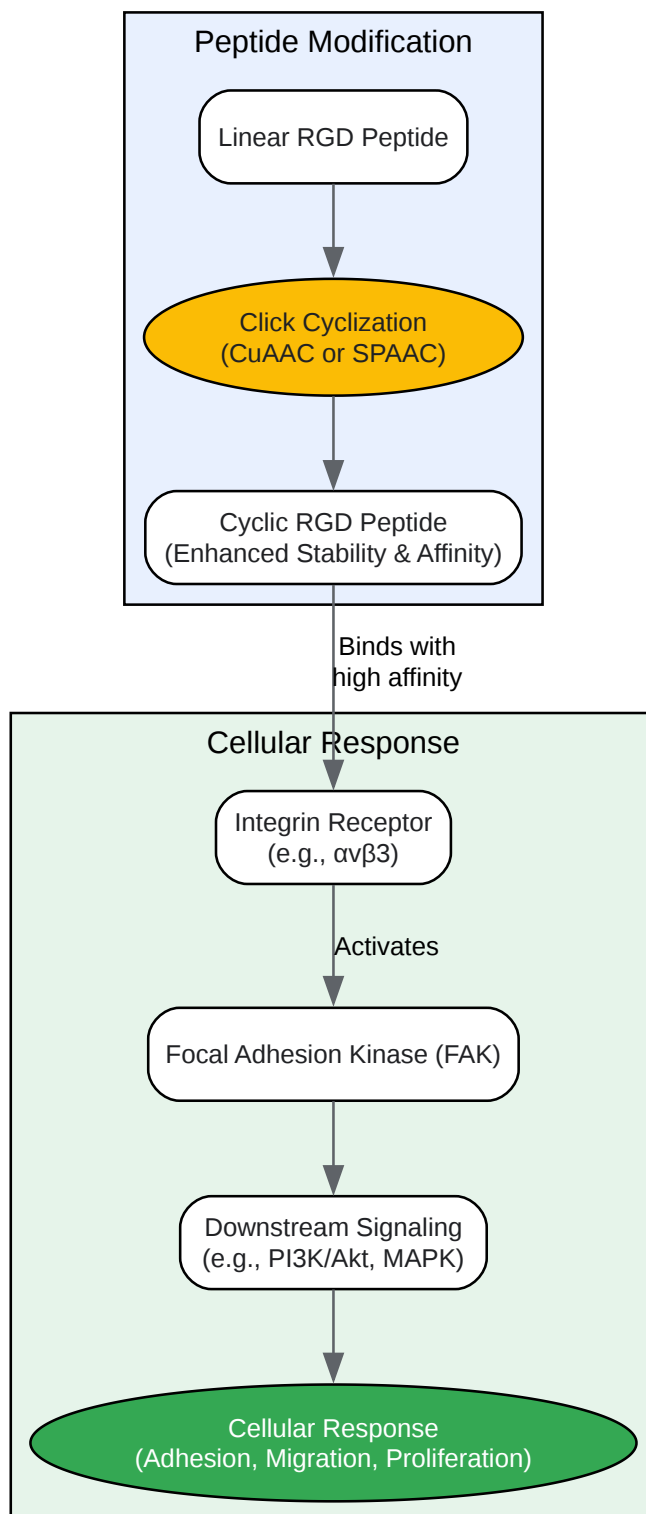 Peptide Modification
Linear RGD Peptide
Click Cyclization
(CuAAC or SPAAC)
Cyclic RGD Peptide
(Enhanced Stability & Affinity)
Binds with
high affinity
Cellular Response
Integrin Receptor
(e.g., αvβ3)
Activates
Focal Adhesion Kinase (FAK)
Downstream Signaling
(e.g., PI3K/Akt, MAPK)
Cellular Response
(Adhesion, Migration, Proliferation)